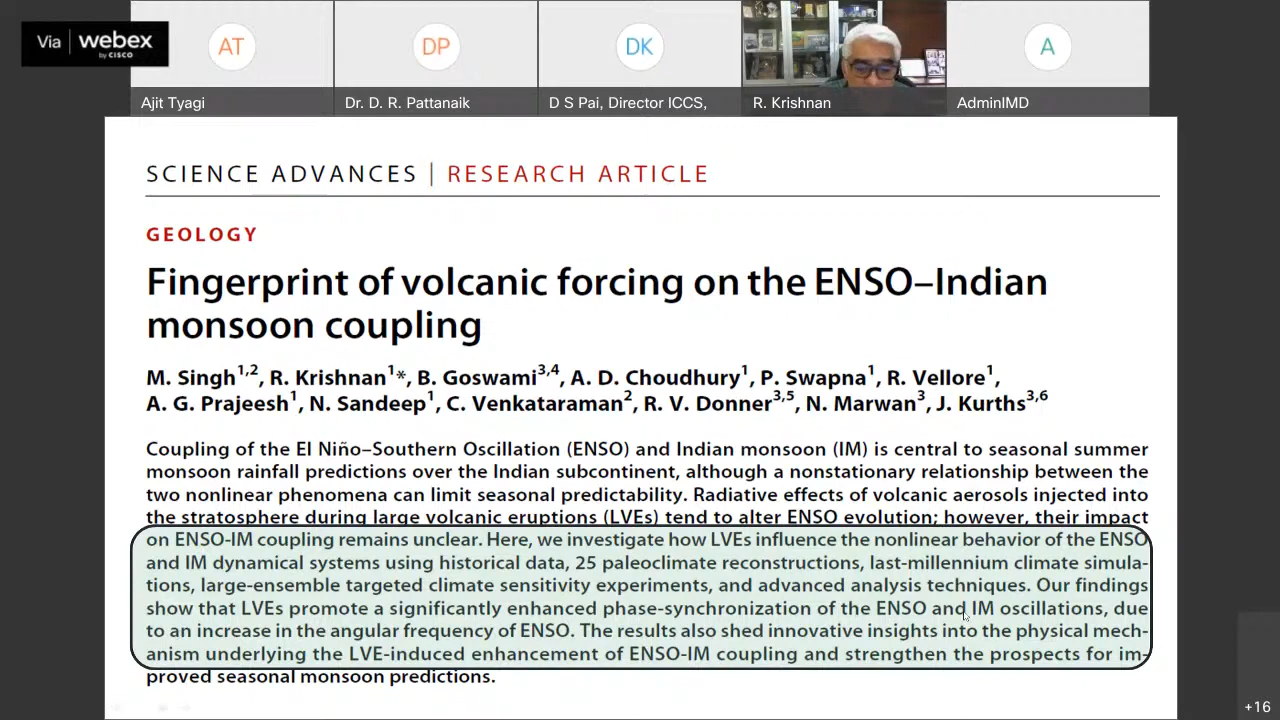 Via | webex
by CISCO
AT
DP
DK
A
Ajit Tyagi
Dr. D. R. Pattanaik
D S Pai, Director ICCS,
R. Krishnan
AdminIMD
SCIENCE ADVANCES | RESEARCH ARTICLE
GEOLOGY
Fingerprint of volcanic forcing on the ENSO–Indian
monsoon coupling
M. Singh1,2, R. Krishnan1*, B. Goswami3,4, A. D. Choudhury1, P. Swapna1, R. Vellore1,
A. G. Prajeesh1, N. Sandeep1, C. Venkataraman2, R. V. Donner3,5, N. Marwan3, J. Kurths3,6
Coupling of the El Niño–Southern Oscillation (ENSO) and Indian monsoon (IM) is central to seasonal summer
monsoon rainfall predictions over the Indian subcontinent, although a nonstationary relationship between the
two nonlinear phenomena can limit seasonal predictability. Radiative effects of volcanic aerosols injected into
the stratosphere during large volcanic eruptions (LVEs) tend to alter ENSO evolution; however, their impact
on ENSO-IM coupling remains unclear. Here, we investigate how LVEs influence the nonlinear behavior of the ENSO
and IM dynamical systems using historical data, 25 paleoclimate reconstructions, last-millennium climate simula-
tions, large-ensemble targeted climate sensitivity experiments, and advanced analysis techniques. Our findings
show that LVEs promote a significantly enhanced phase-synchronization of the ENSO and IM oscillations, due
to an increase in the angular frequency of ENSO. The results also shed innovative insights into the physical mech-
anism underlying the LVE-induced enhancement of ENSO-IM coupling and strengthen the prospects for im-
proved seasonal monsoon predictions.
+16